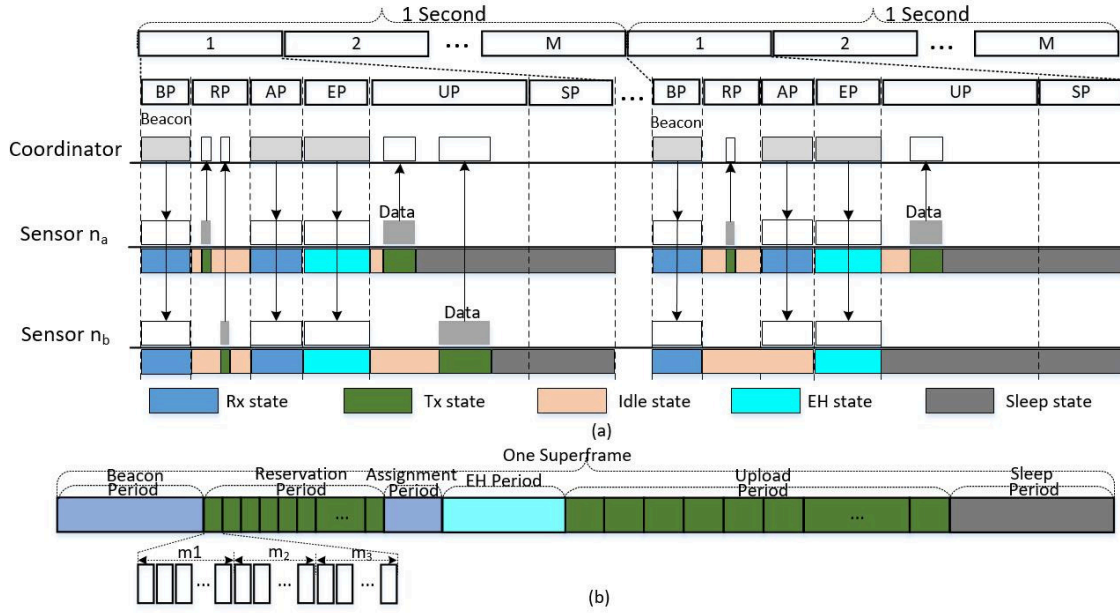 1 Second 1 Second
1 2 ... M 1 2 ... M
BP RP AP EP UP SP ... BP RP AP EP UP SP
Beacon Beacon
Coordinator
Data Data
Sensor na
Data
Sensor nb
Rx state Tx state Idle state EH state Sleep state
(a)
One Superframe
Beacon Period Reservation Period Assignment Period EH Period Upload Period Sleep Period
... ...
m1 m2 m3
... ... ...
(b)